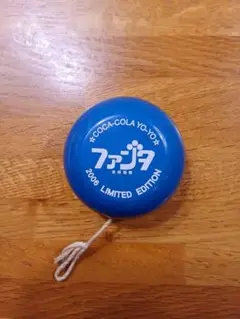 ☆COCA-COLA YO-YO☆
ファンタ
2006 LIMITED EDITION